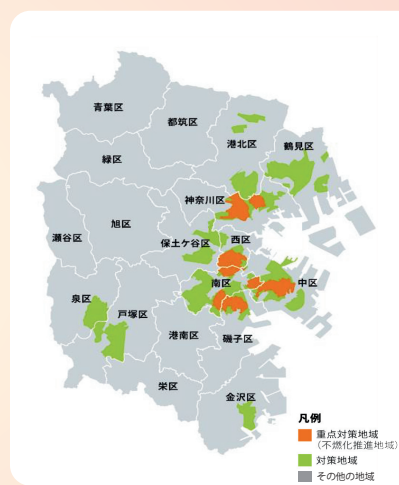 青葉区
都筑区
港北区
鶴見区
緑区
神奈川区
旭区
瀬谷区
保土ケ谷区
西区
南区
中区
泉区
戸塚区
港南区
磯子区
栄区
金沢区
凡例
重点対策地域
（不燃化推進地域）
対策地域
その他の地域